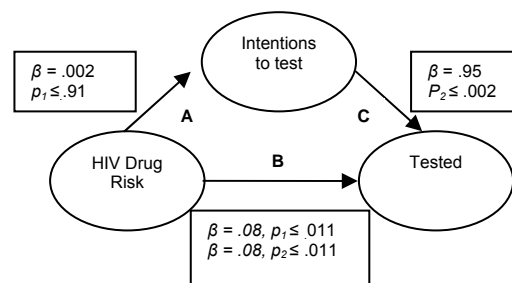 Intentions
to test
β = .002
p₁ ≤ .91
β = .95
P₂ ≤ .002
A
C
HIV Drug
Risk
B
Tested
β = .08, p₁ ≤ .011
β = .08, p₂ ≤ .011